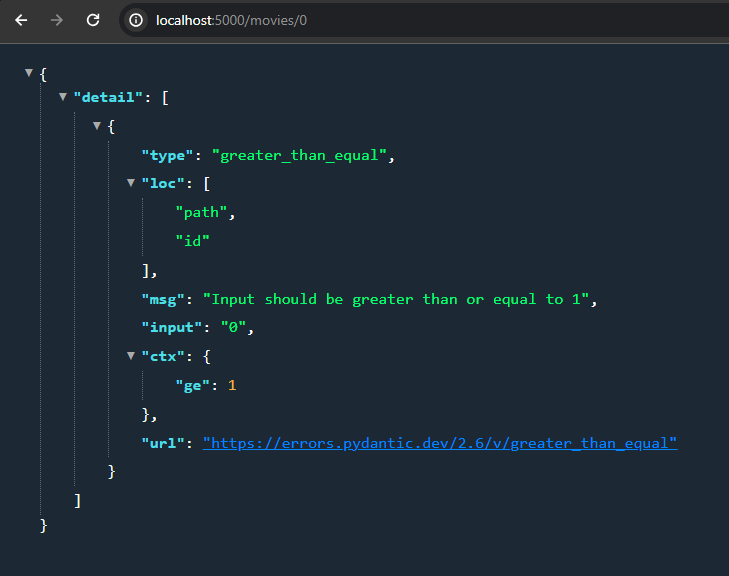 localhost:5000/movies/0
{
"detail": [
{
"type": "greater_than_equal",
"loc": [
"path",
"id"
],
"msg": "Input should be greater than or equal to 1",
"input": "0",
"ctx": {
"ge": 1
},
"url": "https://errors.pydantic.dev/2.6/v/greater_than_equal"
}
]
}